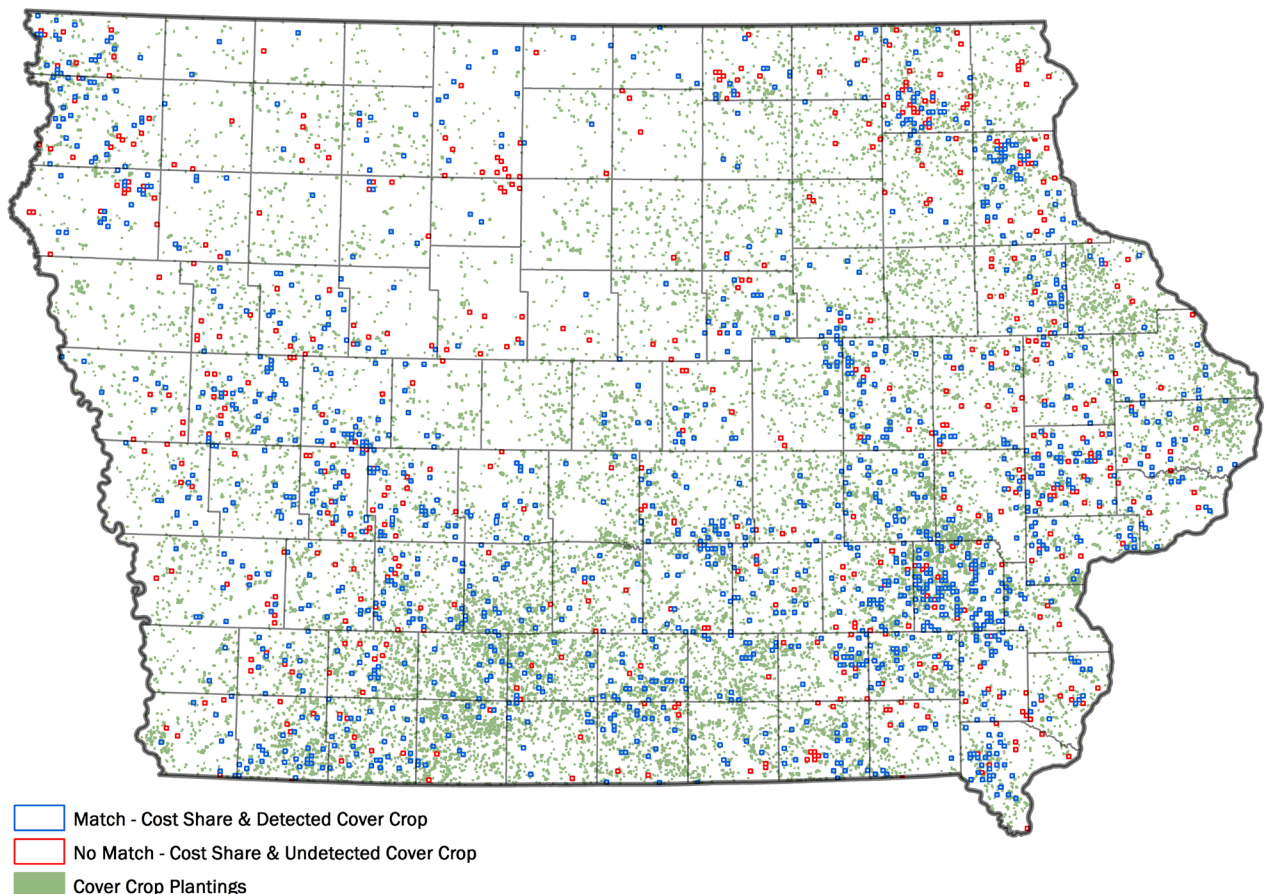 Match - Cost Share & Detected Cover Crop
No Match - Cost Share & Undetected Cover Crop
Cover Crop Plantings